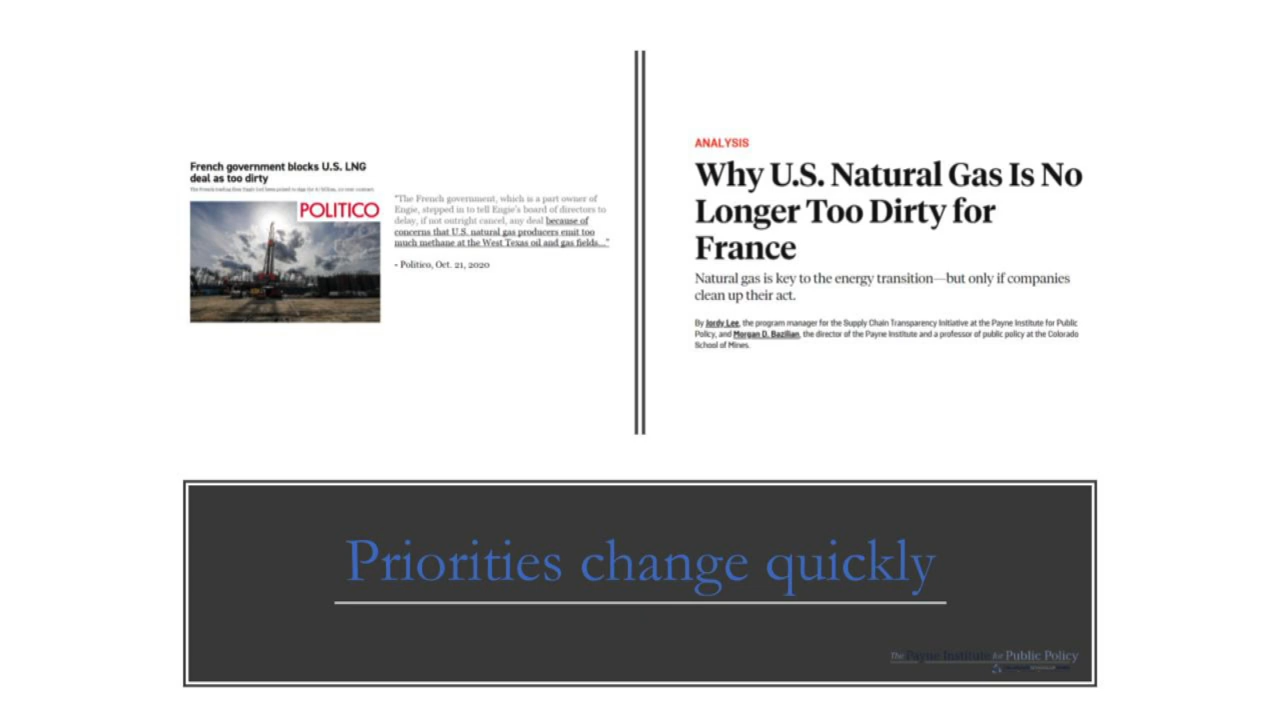 French government blocks U.S. LNG
deal as too dirty
POLITICO
"The French government, which is a part owner of
Engie, stepped in to tell Engie's board of directors to
delay, if not outright cancel, any deal because of
concerns that U.S. natural gas producers emit too
much methane at the West Texas oil and gas fields..."
- Politico, Oct. 21, 2020
ANALYSIS
Why U.S. Natural Gas Is No
Longer Too Dirty for
France
Natural gas is key to the energy transition—but only if companies
clean up their act.
By Jordy Lee, the program manager for the Supply Chain Transparency Initiative at the Payne Institute for Public
Policy, and Morgan D. Bazilian, the director of the Payne Institute and a professor of public policy at the Colorado
School of Mines.
Priorities change quickly
The Payne Institute for Public Policy